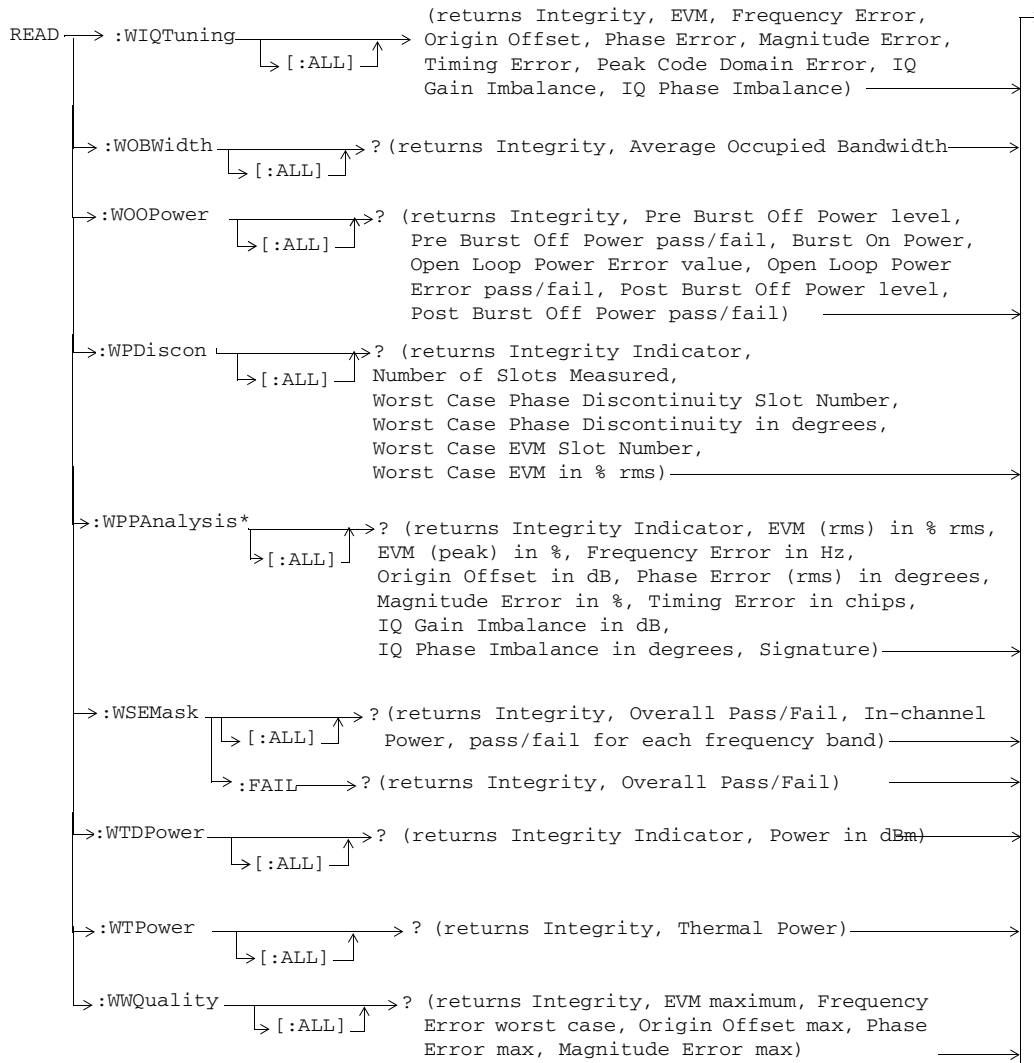 (returns Integrity, EVM, Frequency Error,
READ :WIQTuning Origin Offset, Phase Error, Magnitude Error,
[:ALL] Timing Error, Peak Code Domain Error, IQ
Gain Imbalance, IQ Phase Imbalance)
:WOBWidth ? (returns Integrity, Average Occupied Bandwidth
[:ALL]
:WOOPower ? (returns Integrity, Pre Burst Off Power level,
[:ALL] Pre Burst Off Power pass/fail, Burst On Power,
Open Loop Power Error value, Open Loop Power
Error pass/fail, Post Burst Off Power level,
Post Burst Off Power pass/fail)
:WPDiscon ? (returns Integrity Indicator,
[:ALL] Number of Slots Measured,
Worst Case Phase Discontinuity Slot Number,
Worst Case Phase Discontinuity in degrees,
Worst Case EVM Slot Number,
Worst Case EVM in % rms)
:WPPAnalysis* ? (returns Integrity Indicator, EVM (rms) in % rms,
[:ALL] EVM (peak) in %, Frequency Error in Hz,
Origin Offset in dB, Phase Error (rms) in degrees,
Magnitude Error in %, Timing Error in chips,
IQ Gain Imbalance in dB,
IQ Phase Imbalance in degrees, Signature)
:WSEMask ? (returns Integrity, Overall Pass/Fail, In-channel
[:ALL] Power, pass/fail for each frequency band)
:FAIL ? (returns Integrity, Overall Pass/Fail)
:WTDPower ? (returns Integrity Indicator, Power in dBm)
[:ALL]
:WTPower ? (returns Integrity, Thermal Power)
[:ALL]
:WWQuality ? (returns Integrity, EVM maximum, Frequency
[:ALL] Error worst case, Origin Offset max, Phase
Error max, Magnitude Error max)